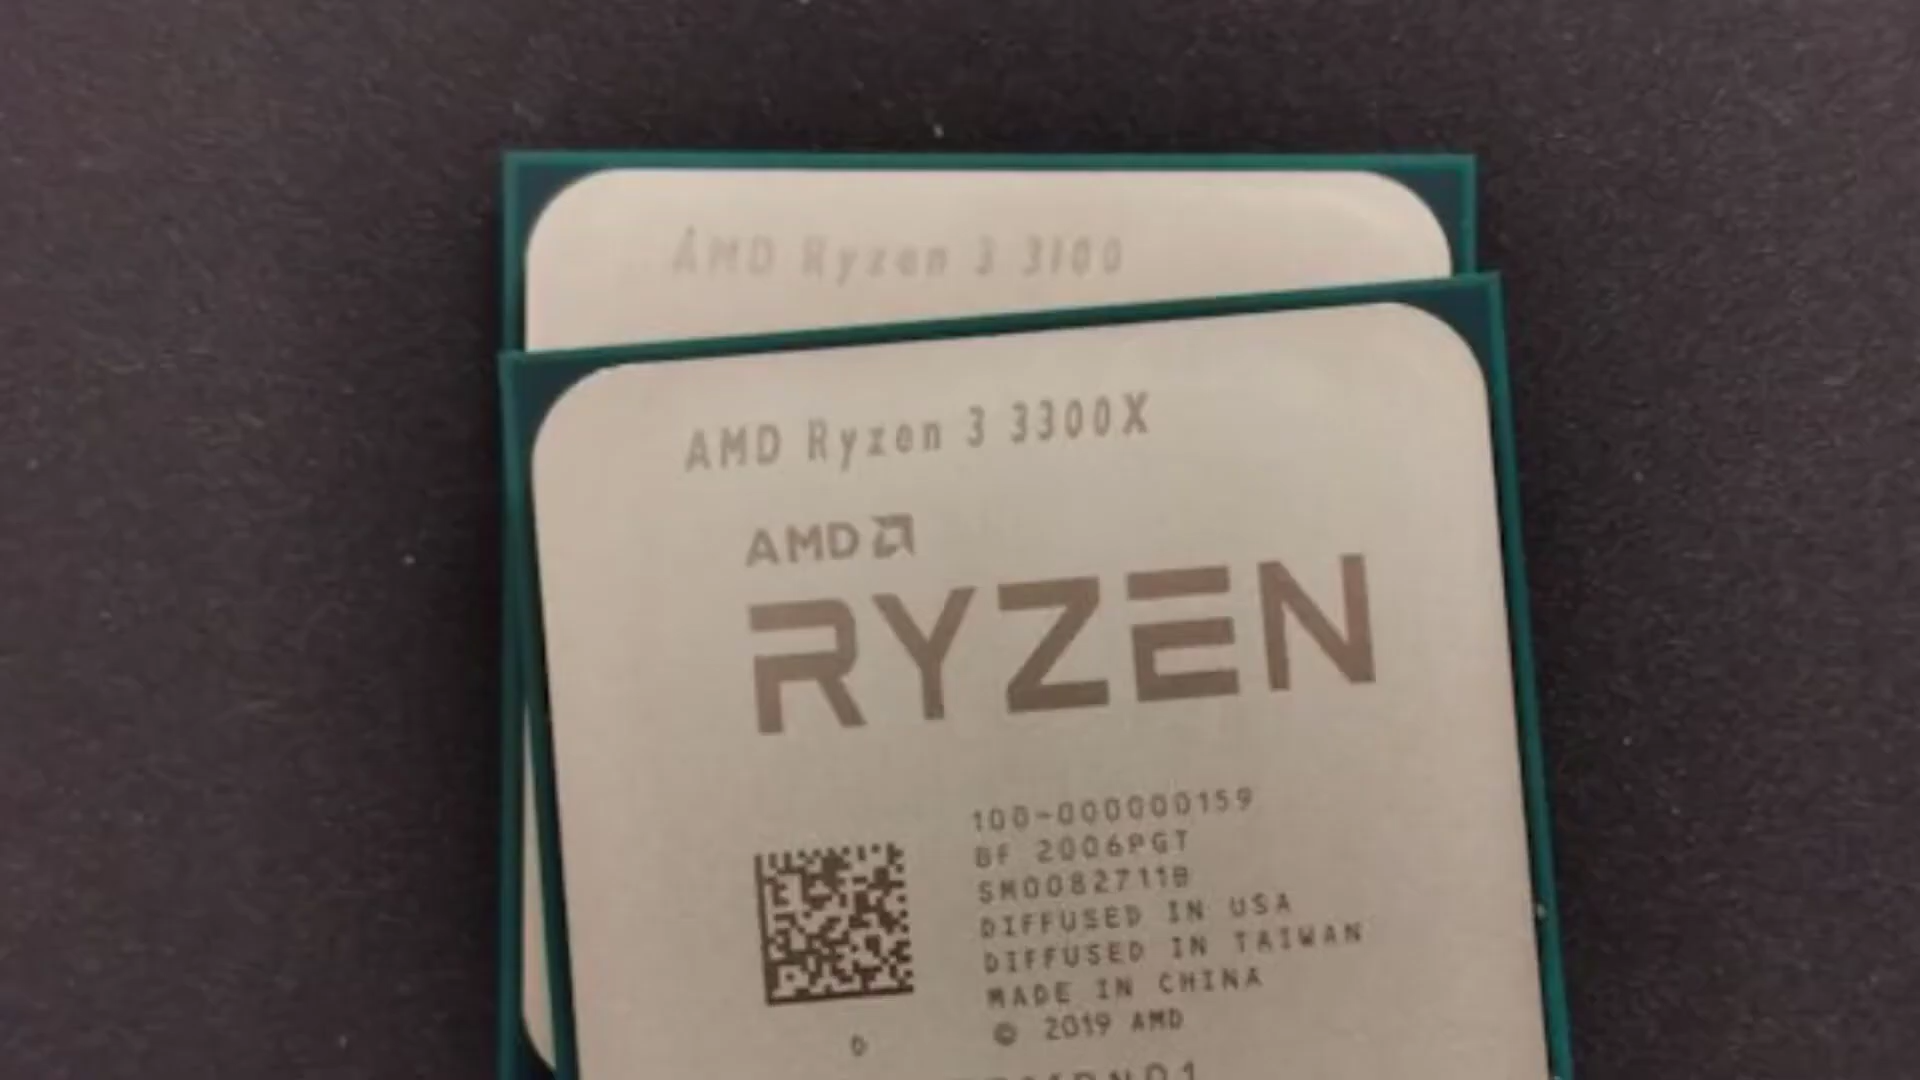 AMD Ryzen 3 3100
AMD Ryzen 3 3300X
AMD
RYZEN
100-000000159
BF 2006PGT
SM0082711B
DIFFUSED IN USA
DIFFUSED IN TAIWAN
MADE IN CHINA
© 2019 AMD
D